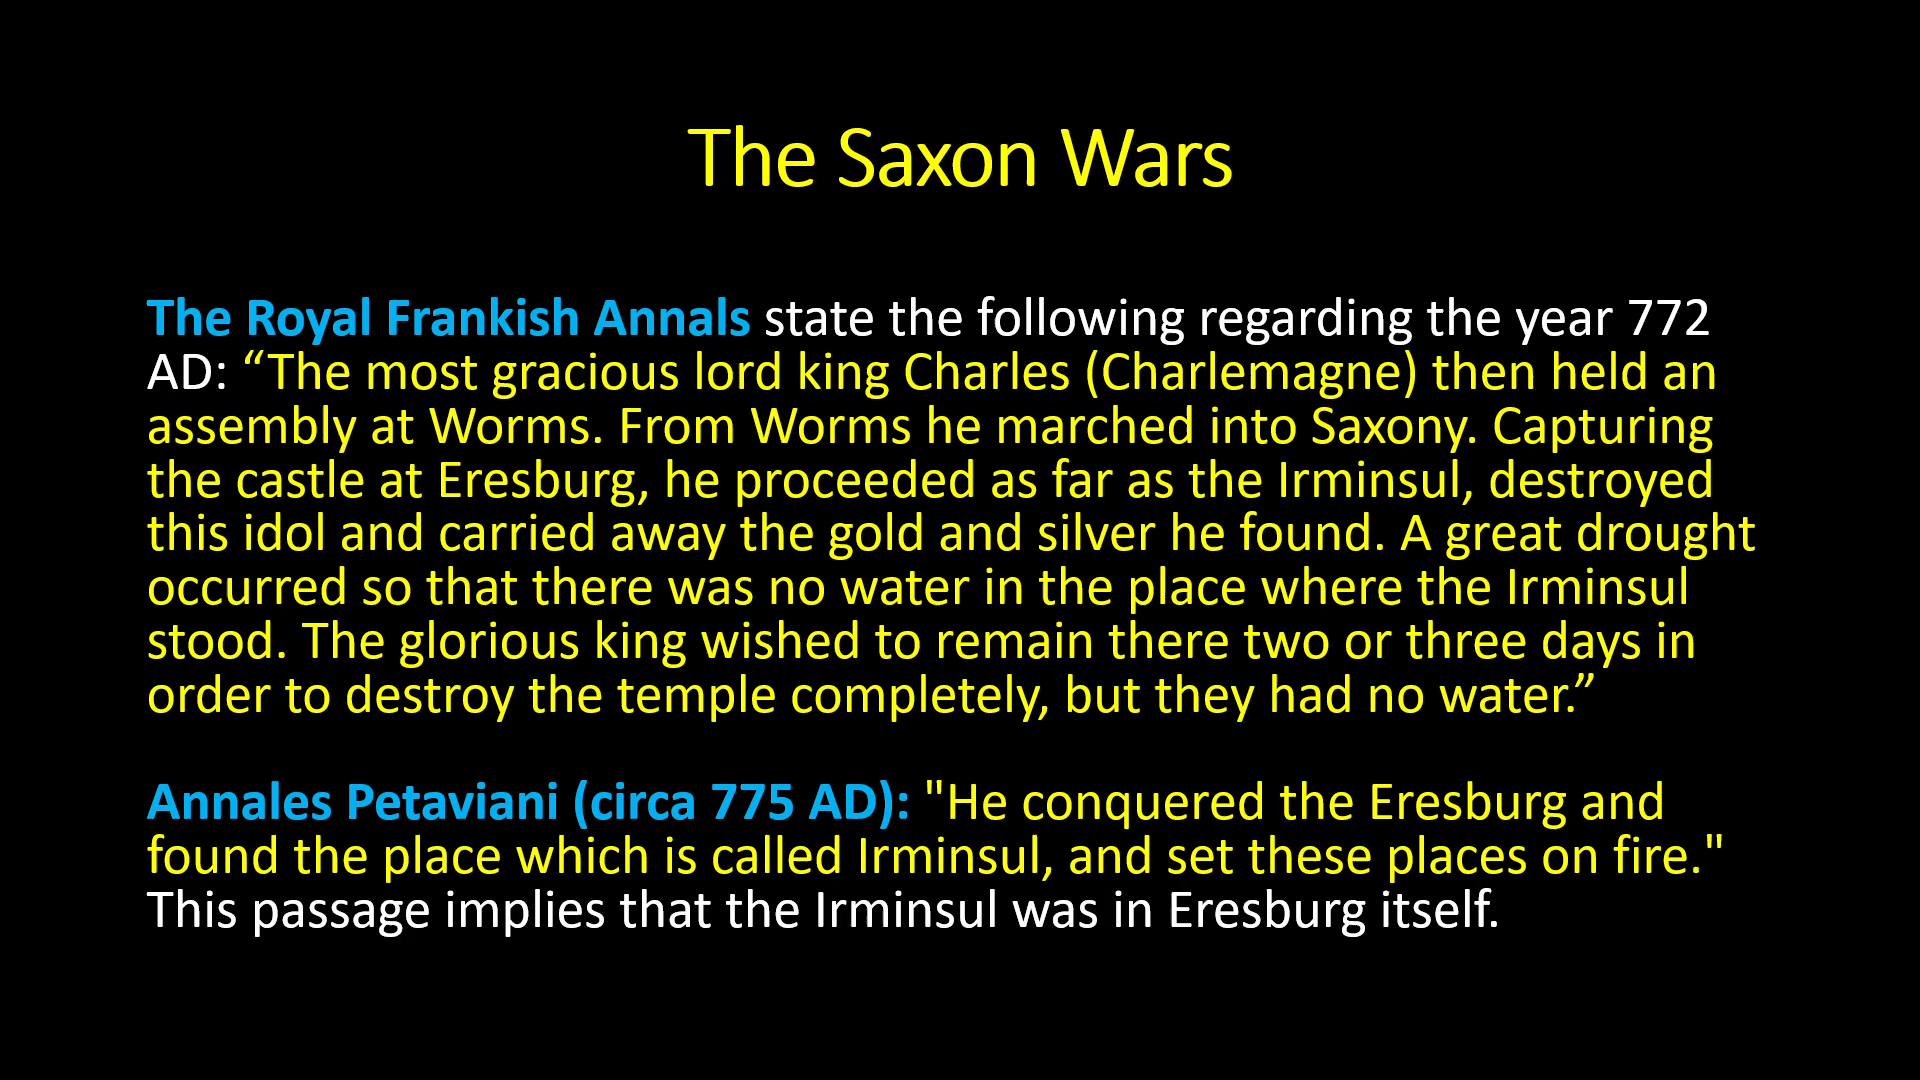 The Saxon Wars
The Royal Frankish Annals state the following regarding the year 772
AD: “The most gracious lord king Charles (Charlemagne) then held an
assembly at Worms. From Worms he marched into Saxony. Capturing
the castle at Eresburg, he proceeded as far as the Irminsul, destroyed
this idol and carried away the gold and silver he found. A great drought
occurred so that there was no water in the place where the Irminsul
stood. The glorious king wished to remain there two or three days in
order to destroy the temple completely, but they had no water.”
Annales Petaviani (circa 775 AD): "He conquered the Eresburg and
found the place which is called Irminsul, and set these places on fire."
This passage implies that the Irminsul was in Eresburg itself.